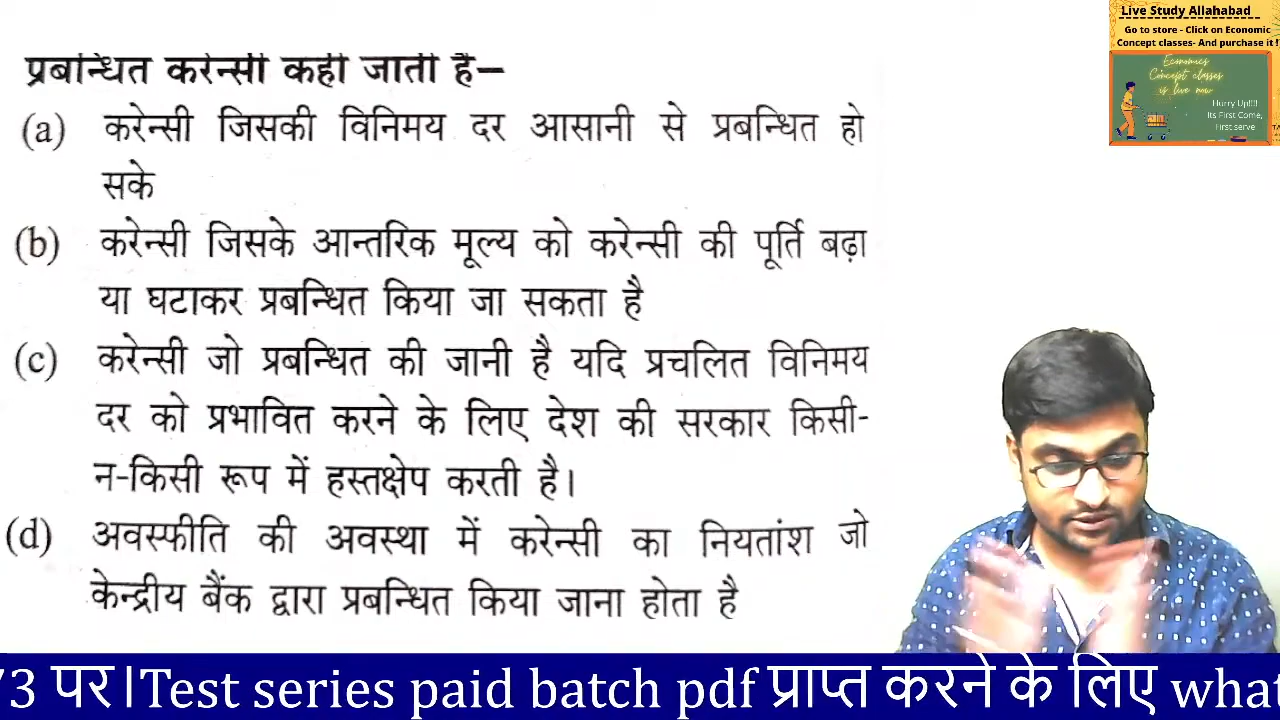 प्रबन्धित करेन्सी कही जाती है–
(a) करेन्सी जिसकी विनिमय दर आसानी से प्रबन्धित हो
सके
(b) करेन्सी जिसके आन्तरिक मूल्य को करेन्सी की पूर्ति बढ़ा
या घटाकर प्रबन्धित किया जा सकता है
(c) करेन्सी जो प्रबन्धित की जानी है यदि प्रचलित विनिमय
दर को प्रभावित करने के लिए देश की सरकार किसी-
न-किसी रूप में हस्तक्षेप करती है।
(d) अवस्फीति की अवस्था में करेन्सी का नियतांश जो
केन्द्रीय बैंक द्वारा प्रबन्धित किया जाना होता है
Live Study Allahabad
Go to store - Click on Economic
Concept classes- And purchase it !
Economics
Concept classes
is live now
Hurry Up!!!!
Its First Come,
First serve
73 पर।Test series paid batch pdf प्राप्त करने के लिए what